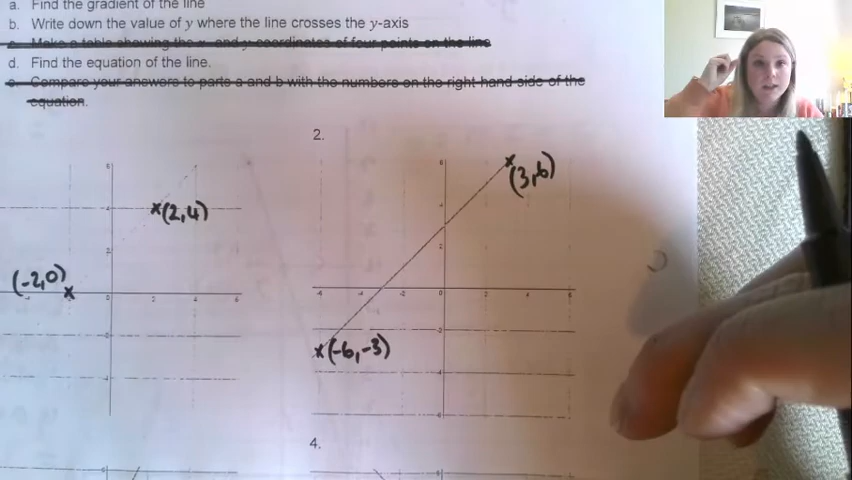 a. Find the gradient of the line
b. Write down the value of y where the line crosses the y-axis
c. Make a table showing the x and y coordinates of four points on the line
d. Find the equation of the line.
e. Compare your answers to parts a and b with the numbers on the right hand side of the
equation.
2.
(3,6)
(2,4)
(-2,0)
(-6,-3)
4.